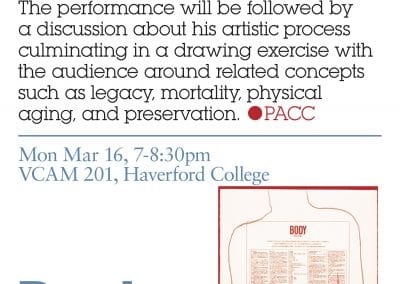 The performance will be followed by
a discussion about his artistic process
culminating in a drawing exercise with
the audience around related concepts
such as legacy, mortality, physical
aging, and preservation. ●PACC
Mon Mar 16, 7-8:30pm
VCAM 201, Haverford College
BODY